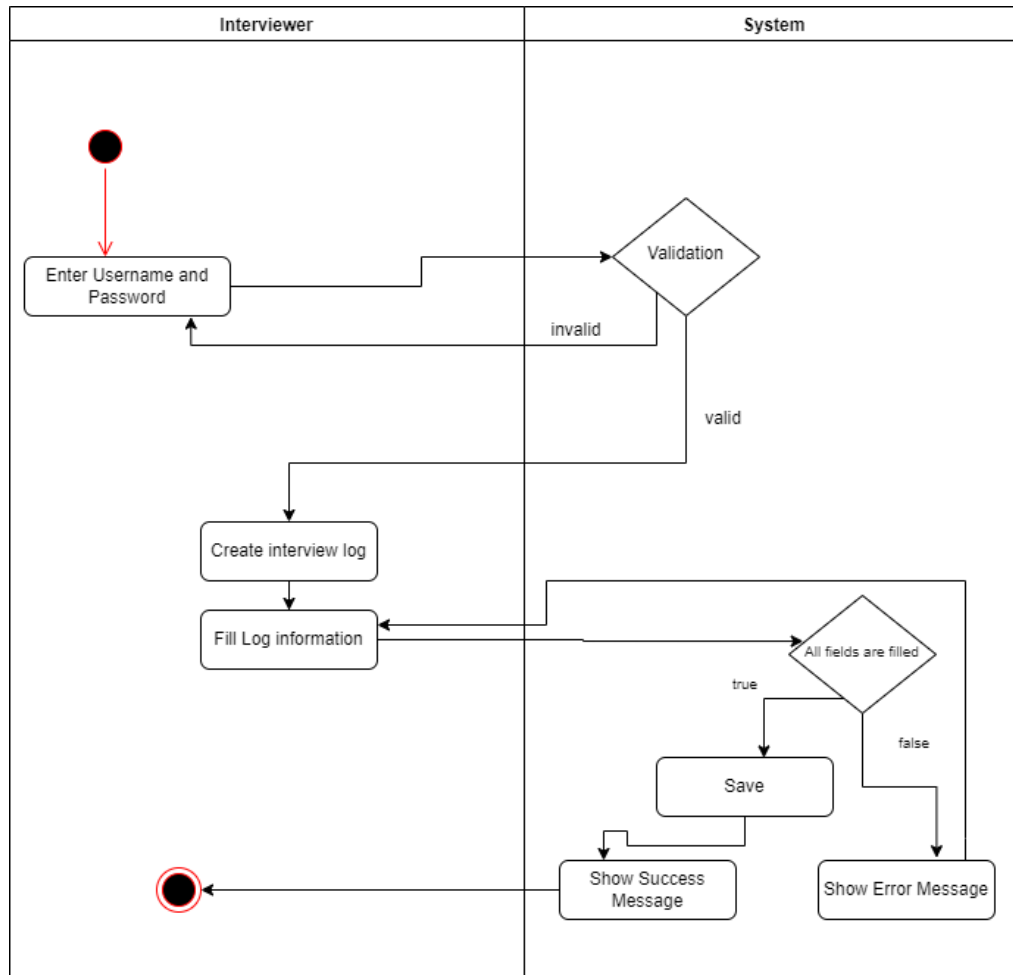 Interviewer
System
Enter Username and
Password
Validation
invalid
valid
Create interview log
Fill Log information
All fields are filled
true
false
Save
Show Success
Message
Show Error Message